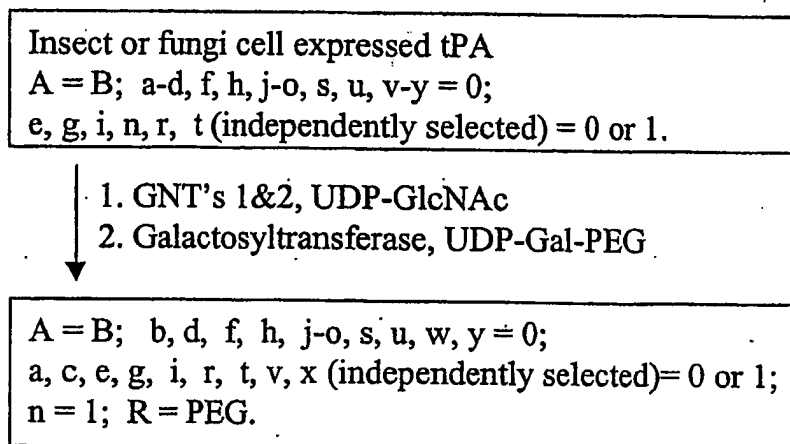 Insect or fungi cell expressed tPA
A = B; a-d, f, h, j-o, s, u, v-y = 0;
e, g, i, n, r, t (independently selected) = 0 or 1.
1. GNT's 1&2, UDP-GlcNAc
2. Galactosyltransferase, UDP-Gal-PEG
A = B; b, d, f, h, j-o, s, u, w, y = 0;
a, c, e, g, i, r, t, v, x (independently selected)= 0 or 1;
n = 1; R = PEG.